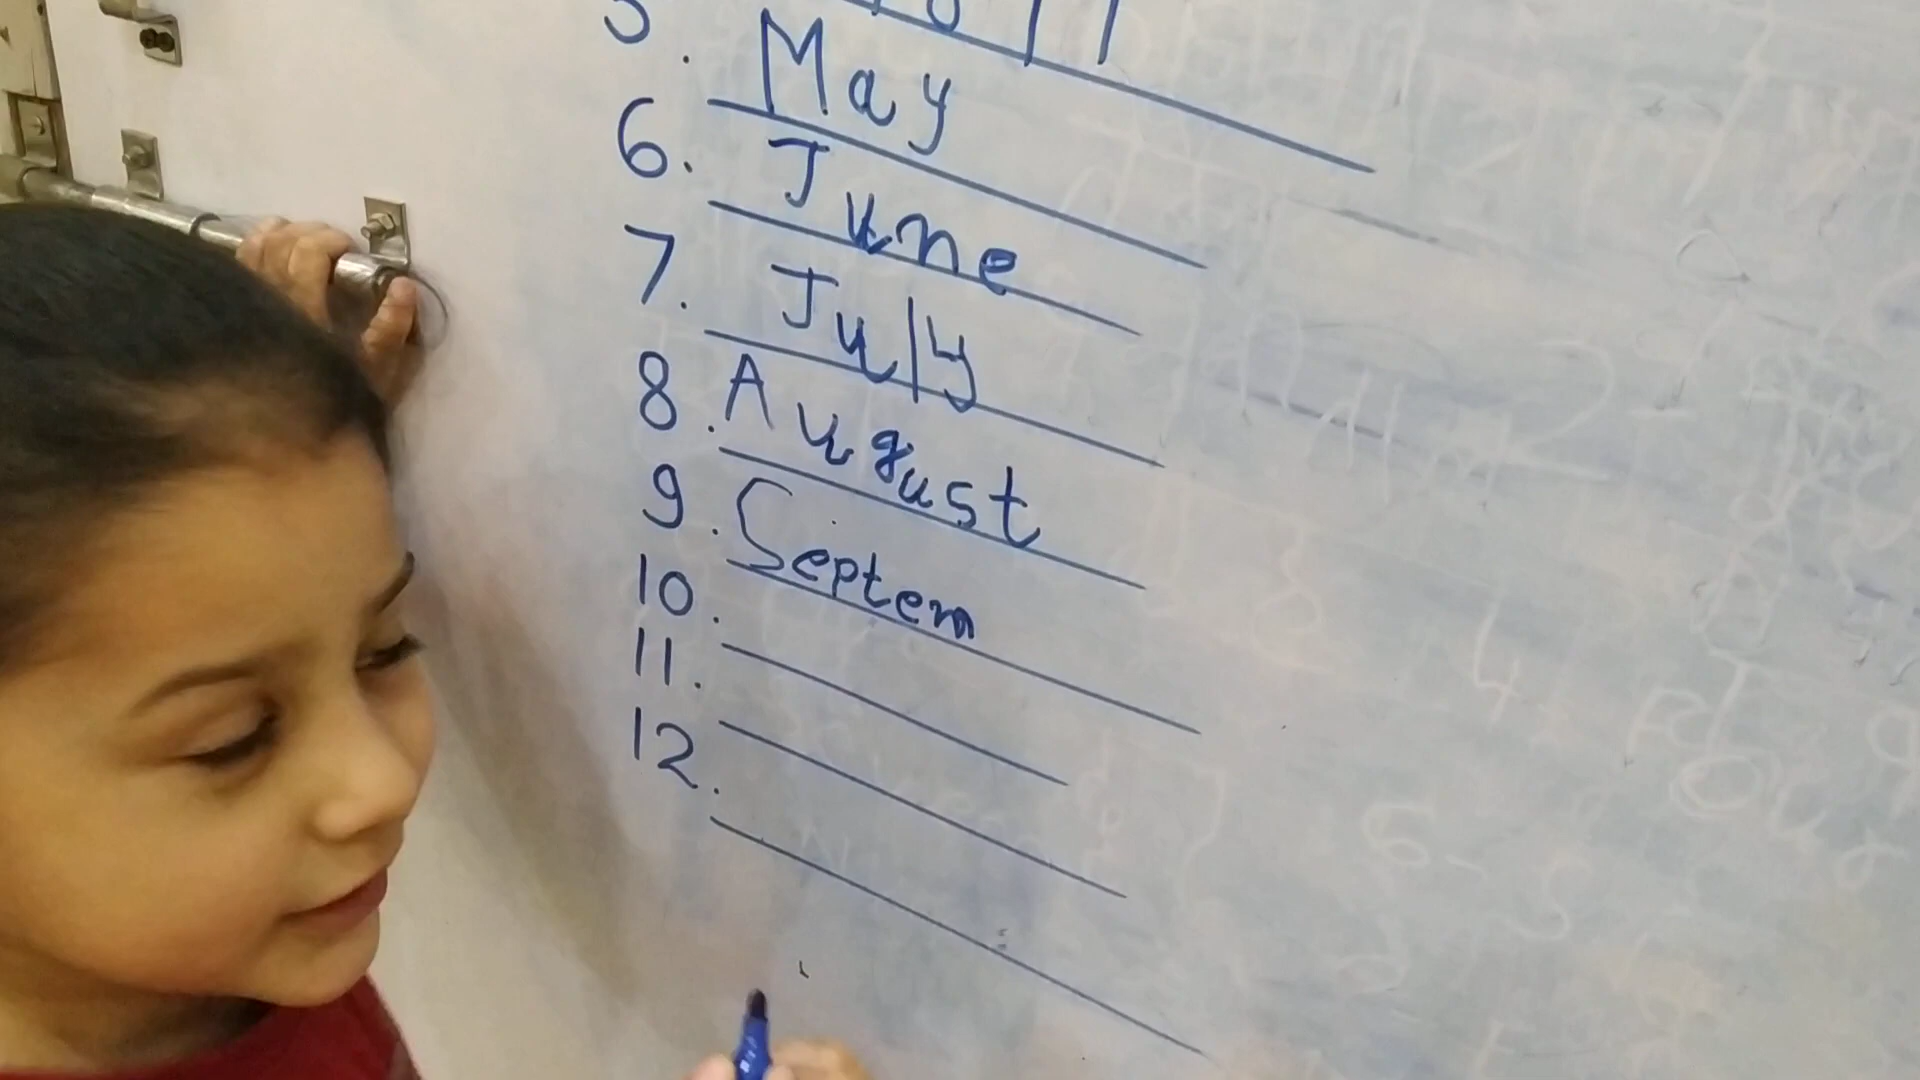 5. May
6. June
7. July
8. August
9. Septem
10.
11.
12.